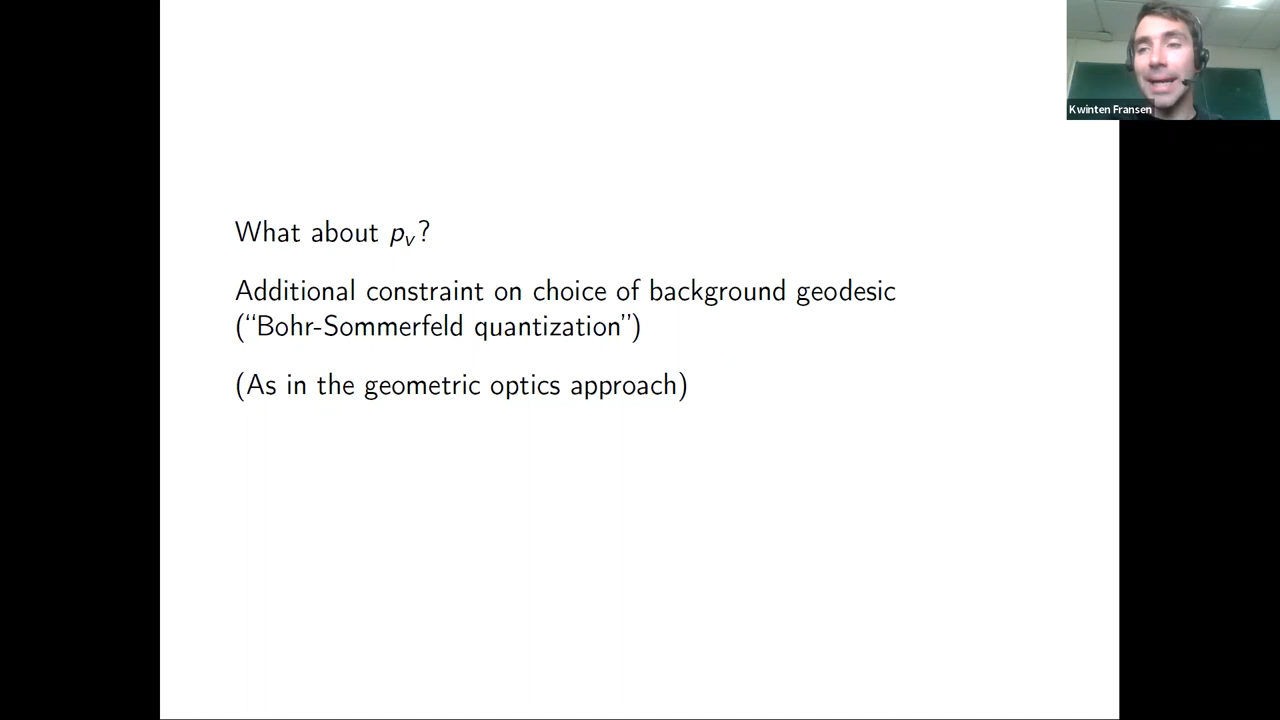 Kwinten Fransen
What about pᵥ?
Additional constraint on choice of background geodesic
(“Bohr-Sommerfeld quantization”)
(As in the geometric optics approach)